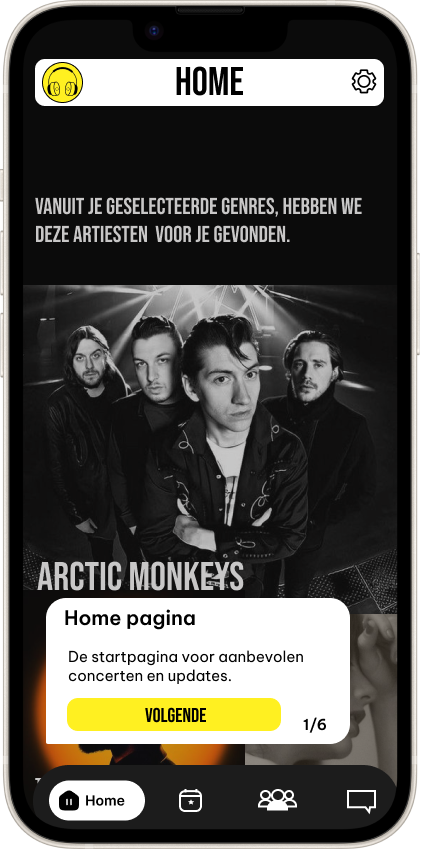 HOME
VANUIT JE GESELECTEERDE GENRES, HEBBEN WE
DEZE ARTIESTEN VOOR JE GEVONDEN.
ARCTIC MONKEYS
Home pagina
De startpagina voor aanbevolen
concerten en updates.
VOLGENDE
1/6
Home